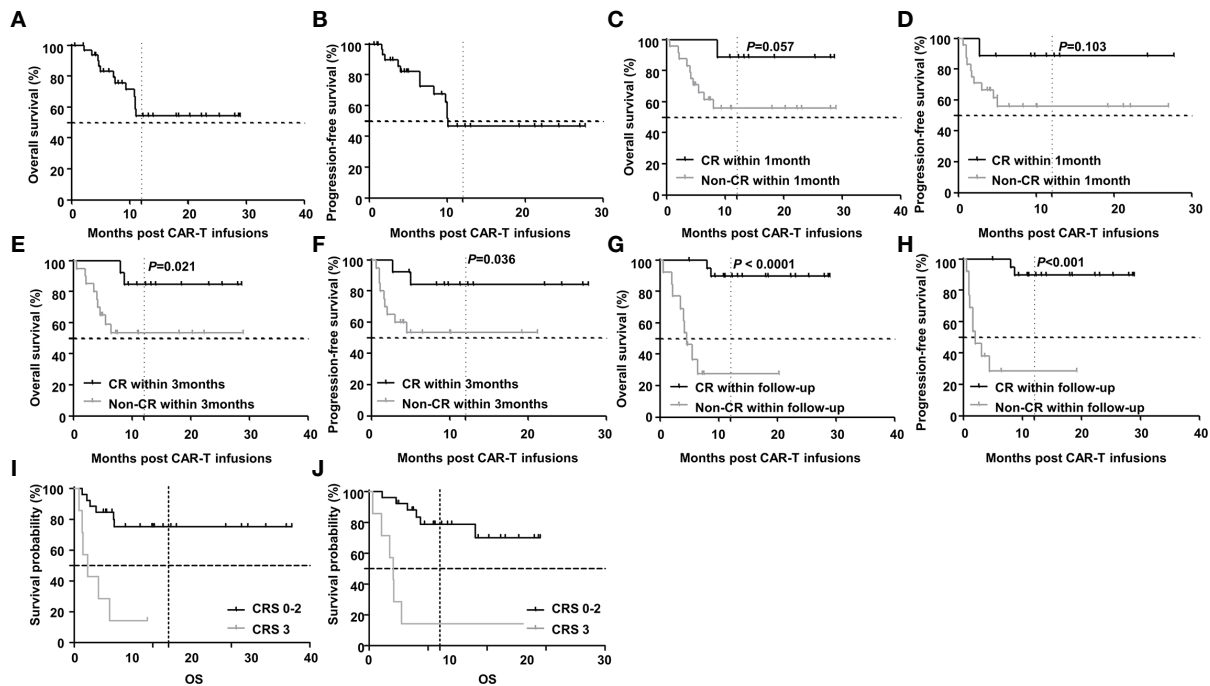 A
Overall survival (%)
100
80
60
40
20
0
0 10 20 30 40
Months post CAR-T infusions
B
Progression-free survival (%)
100
80
60
40
20
0
0 10 20 30
Months post CAR-T infusions
C
Overall survival (%)
100
80
60
40
20
0
P=0.057
CR within 1month
Non-CR within 1month
0 10 20 30 40
Months post CAR-T infusions
D
Progression-free survival (%)
100
80
60
40
20
0
P=0.103
CR within 1month
Non-CR within 1month
0 10 20 30
Months post CAR-T infusions
E
Overall survival (%)
100
80
60
40
20
0
P=0.021
CR within 3months
Non-CR within 3months
0 10 20 30 40
Months post CAR-T infusions
F
Progression-free survival (%)
100
80
60
40
20
0
P=0.036
CR within 3months
Non-CR within 3months
0 10 20 30
Months post CAR-T infusions
G
Overall survival (%)
100
80
60
40
20
0
P < 0.0001
CR within follow-up
Non-CR within follow-up
0 10 20 30 40
Months post CAR-T infusions
H
Progression-free survival (%)
100
80
60
40
20
0
P<0.001
CR within follow-up
Non-CR within follow-up
0 10 20 30 40
Months post CAR-T infusions
I
Survival probability (%)
100
80
60
40
20
0
CRS 0-2
CRS 3
0 10 20 30 40
OS
J
Survival probability (%)
100
80
60
40
20
0
CRS 0-2
CRS 3
0 10 20 30
OS